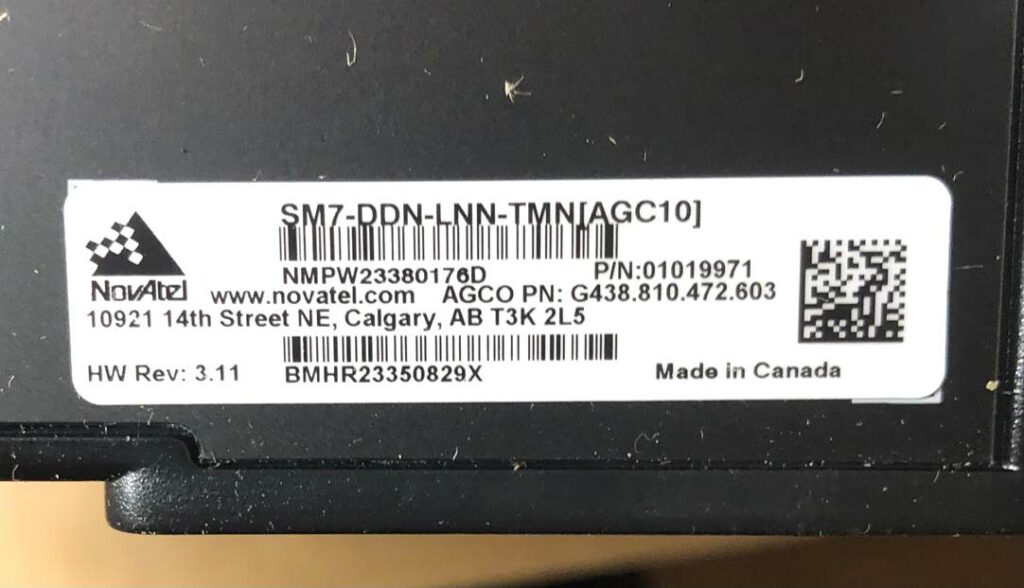 SM7-DDN-LNN-TMN[AGC10]
NMPW23380176D P/N:01019971
NovAtel www.novatel.com AGCO PN: G438.810.472.603
10921 14th Street NE, Calgary, AB T3K 2L5
HW Rev: 3.11 BMHR23350829X Made in Canada